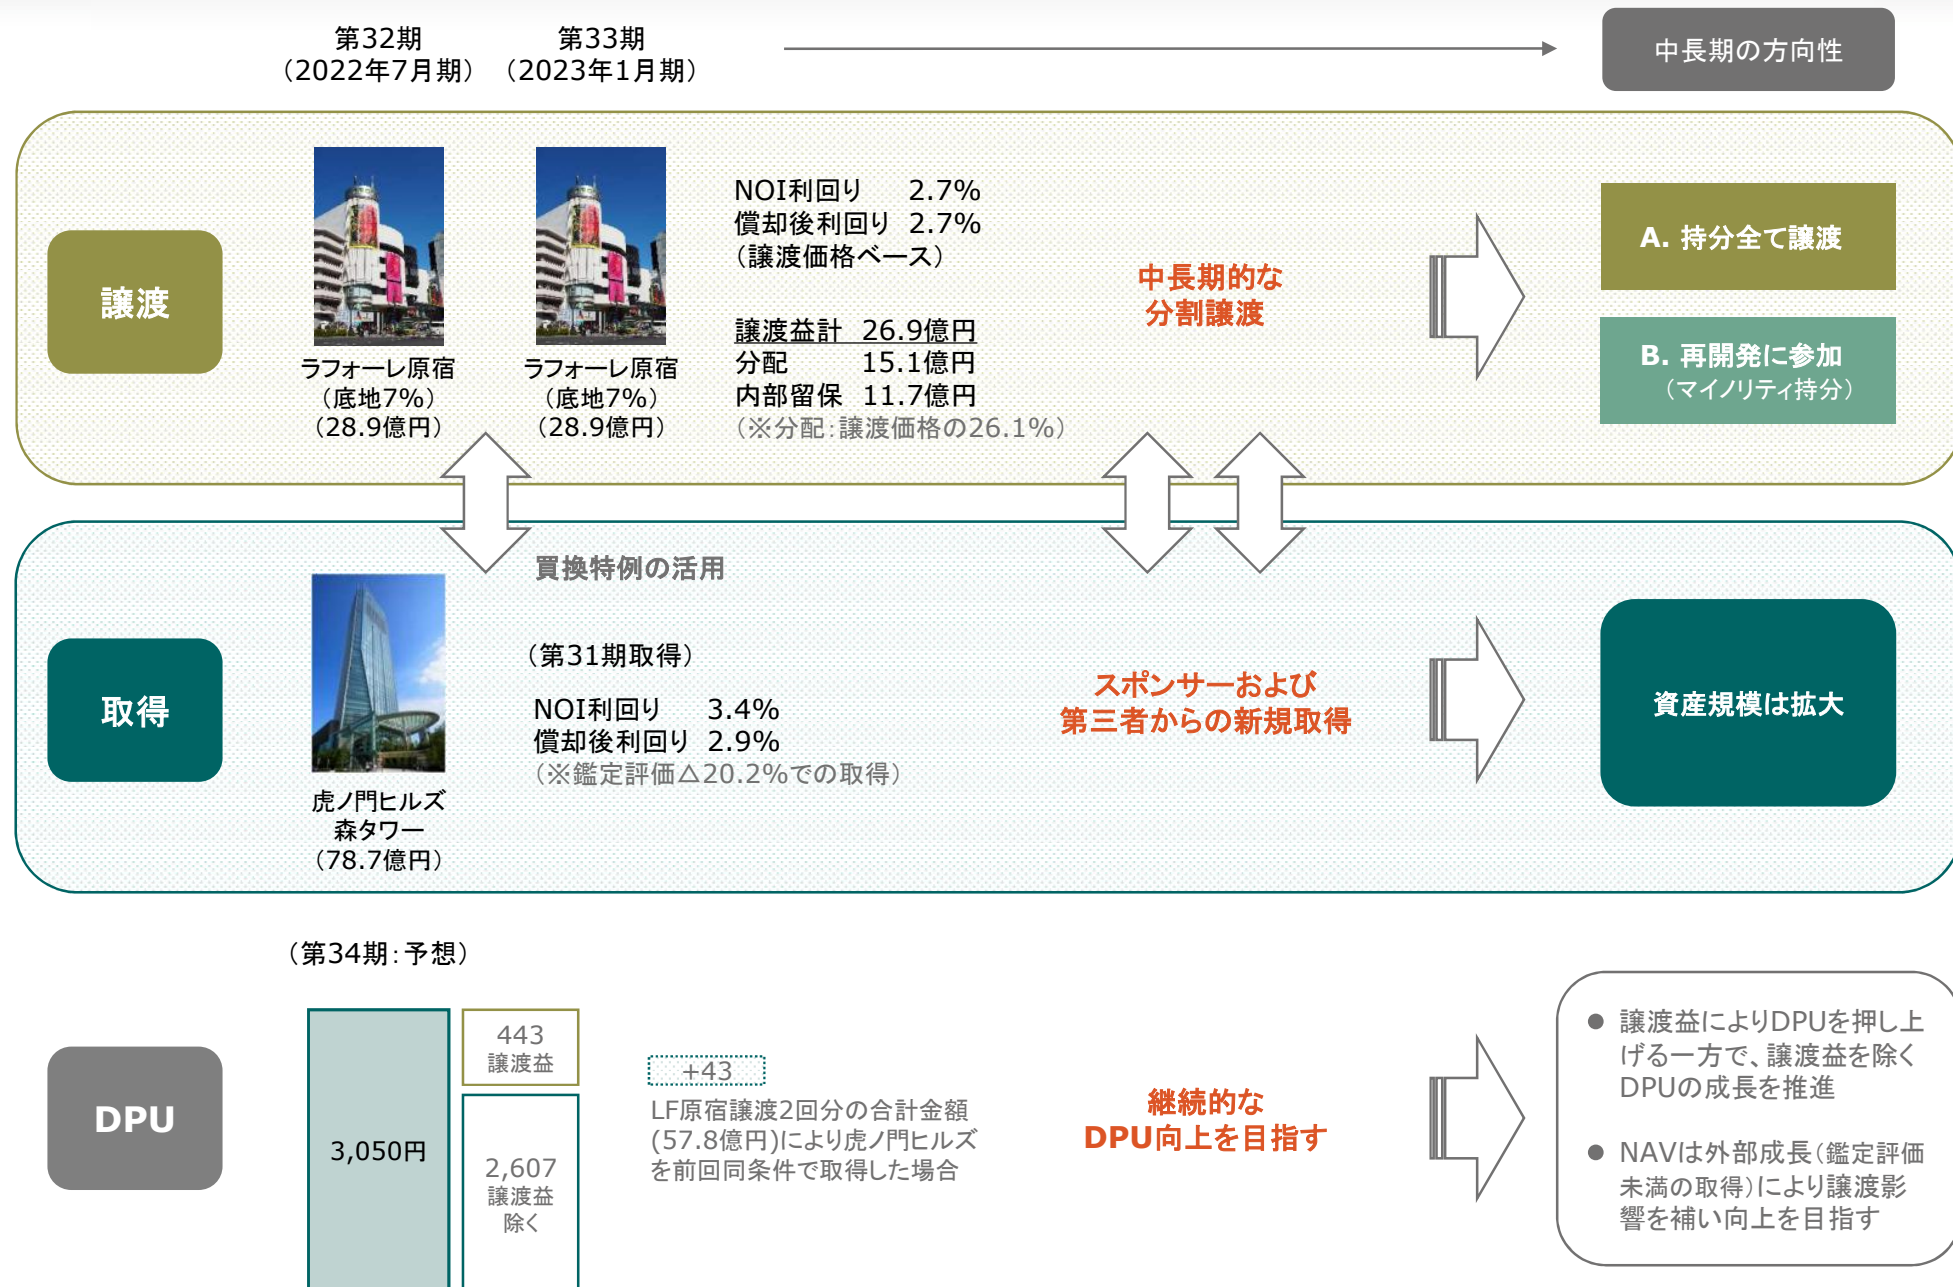 第32期
（2022年7月期）
第33期
（2023年1月期）
中長期の方向性
譲渡
ラフォーレ原宿
（底地7%）
（28.9億円）
ラフォーレ原宿
（底地7%）
（28.9億円）
NOI利回り 2.7%
償却後利回り 2.7%
（譲渡価格ベース）
譲渡益計 26.9億円
分配 15.1億円
内部留保 11.7億円
（※分配：譲渡価格の26.1%）
中長期的な
分割譲渡
A. 持分全て譲渡
B. 再開発に参加
（マイノリティ持分）
買換特例の活用
取得
虎ノ門ヒルズ
森タワー
（78.7億円）
（第31期取得）
NOI利回り 3.4%
償却後利回り 2.9%
（※鑑定評価△20.2%での取得）
スポンサーおよび
第三者からの新規取得
資産規模は拡大
（第34期：予想）
DPU
3,050円
443
譲渡益
2,607
譲渡益
除く
+43
LF原宿譲渡2回分の合計金額
(57.8億円)により虎ノ門ヒルズ
を前回同条件で取得した場合
継続的な
DPU向上を目指す
● 譲渡益によりDPUを押し上
げる一方で、譲渡益を除く
DPUの成長を推進
● NAVは外部成長（鑑定評価
未満の取得）により譲渡影
響を補い向上を目指す